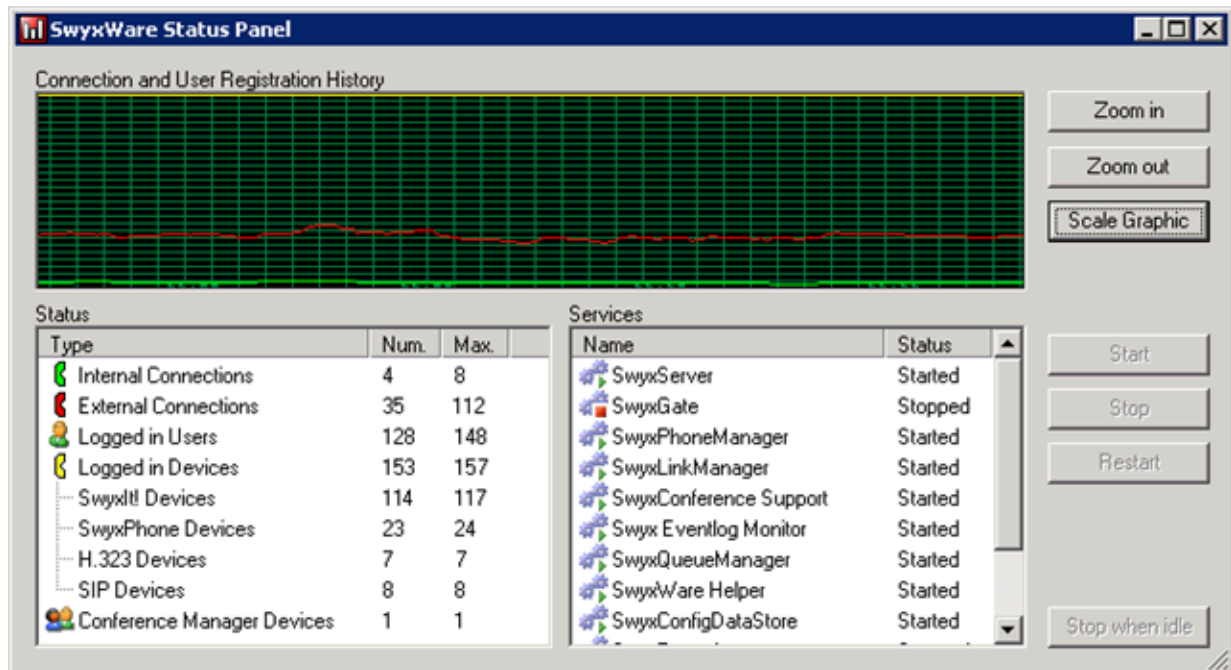 SwyxWare Status Panel
Connection and User Registration History
Zoom in
Zoom out
Scale Graphic
Status
Type Num. Max.
Internal Connections 4 8
External Connections 35 112
Logged in Users 128 148
Logged in Devices 153 157
SwyxIt! Devices 114 117
SwyxPhone Devices 23 24
H.323 Devices 7 7
SIP Devices 8 8
Conference Manager Devices 1 1
Services
Name Status
SwyxServer Started
SwyxGate Stopped
SwyxPhoneManager Started
SwyxLinkManager Started
SwyxConference Support Started
Swyx Eventlog Monitor Started
SwyxQueueManager Started
SwyxWare Helper Started
SwyxConfigDataStore Started
Start
Stop
Restart
Stop when idle